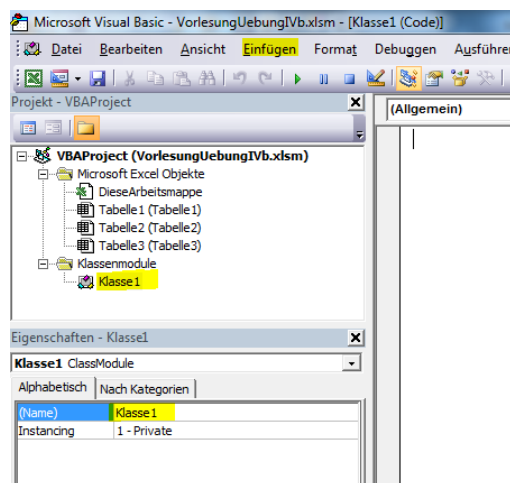 Microsoft Visual Basic - VorlesungUebungIVb.xlsm - [Klasse1 (Code)]
Datei Bearbeiten Ansicht Einfügen Format Debuggen Ausführen
Projekt - VBAProject
(Allgemein)
VBAProject (VorlesungUebungIVb.xlsm)
Microsoft Excel Objekte
DieseArbeitsmappe
Tabelle1 (Tabelle1)
Tabelle2 (Tabelle2)
Tabelle3 (Tabelle3)
Klassenmodule
Klasse1
Eigenschaften - Klasse1
Klasse1 ClassModule
Alphabetisch Nach Kategorien
(Name) Klasse1
Instancing 1 - Private